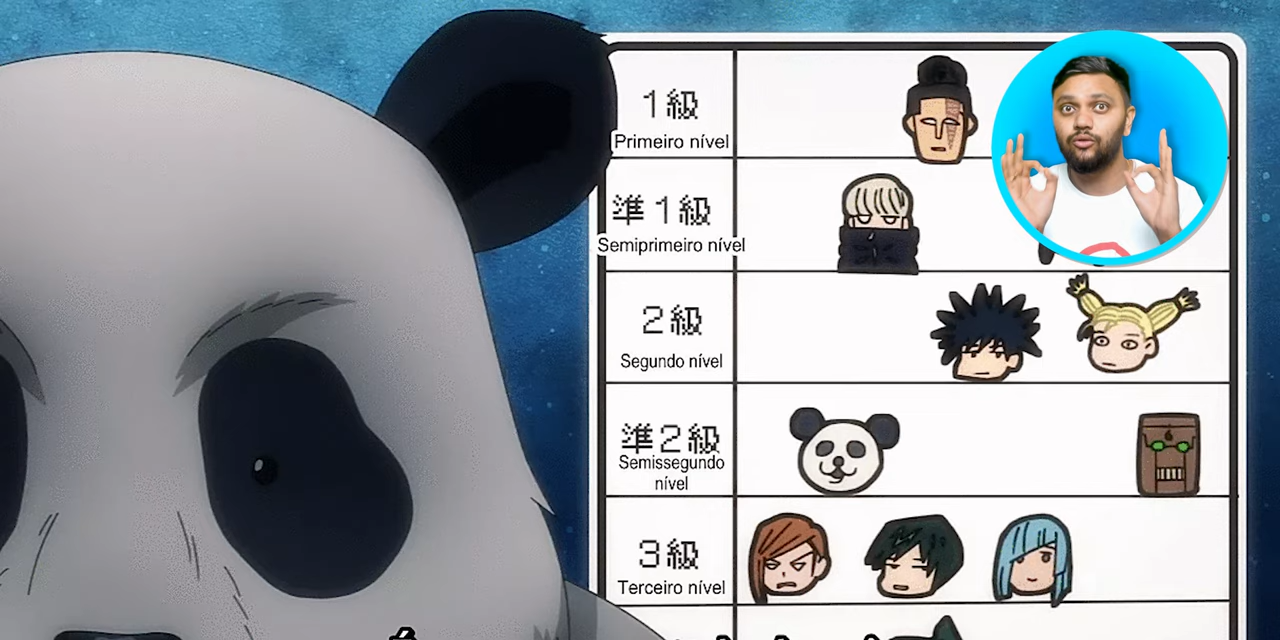 1級
Primeiro nível
準1級
Semiprimeiro nível
2級
Segundo nível
準2級
Semissegundo
nível
3級
Terceiro nível